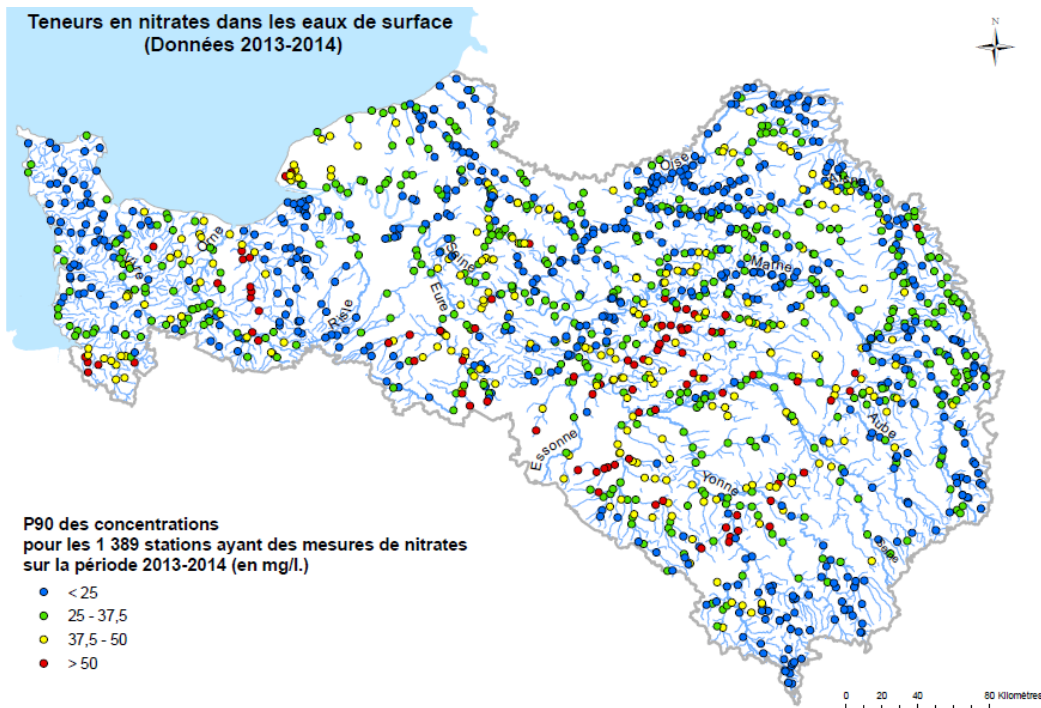 Teneurs en nitrates dans les eaux de surface
(Données 2013-2014)
N
Oise
Aisne
Orne
Vire
Seine
Marne
Eure
Risle
Aube
Essonne
Yonne
Seine
P90 des concentrations
pour les 1 389 stations ayant des mesures de nitrates
sur la période 2013-2014 (en mg/l.)
< 25
25 - 37,5
37,5 - 50
> 50
0 20 40 80 Kilomètres